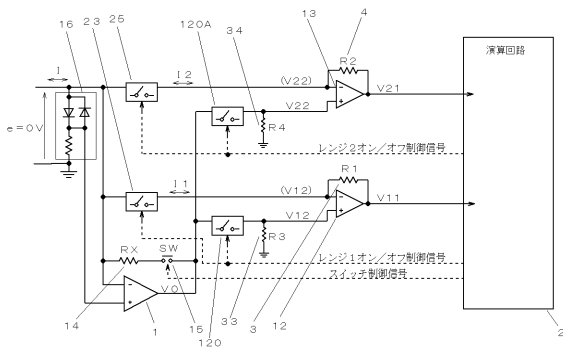 16
23
25
120A
34
13
4
I
I2
(V22)
R2
演算回路
V22
V21
e=0V
R4
レンジ2オン/オフ制御信号
I1
(V12)
R1
V12
V11
R3
レンジ1オン/オフ制御信号
スイッチ制御信号
RX
SW
V0
14
1
15
120
33
3
12
2